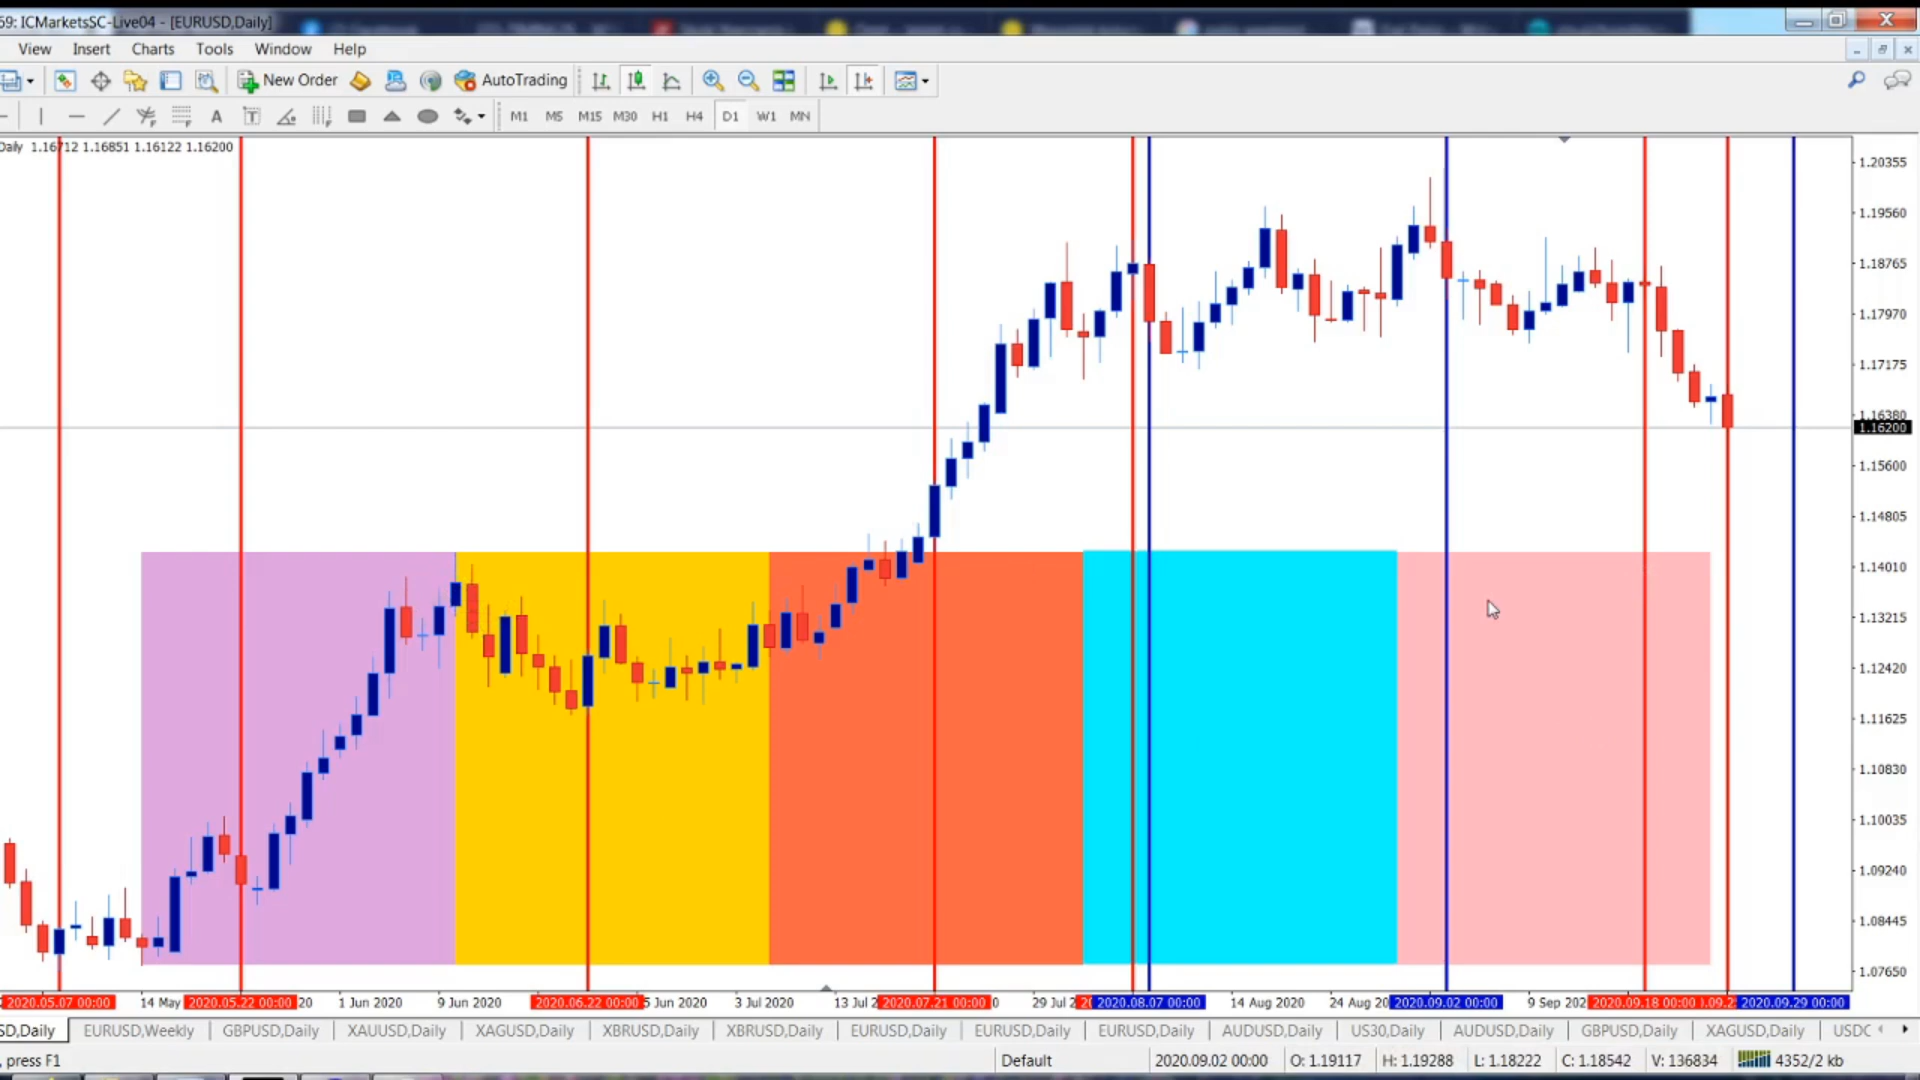 59: ICMarketsSC-Live04 - [EURUSD,Daily]
View Insert Charts Tools Window Help
New Order AutoTrading
A T M1 M5 M15 M30 H1 H4 D1 W1 MN
Daily 1.16712 1.16851 1.16122 1.16200
1.20355
1.19560
1.18765
1.17970
1.17175
1.16380
1.16200
1.15600
1.14805
1.14010
1.13215
1.12420
1.11625
1.10830
1.10035
1.09240
1.08445
1.07650
2020.05.07 00:00 14 May 2020.05.22 00:00 20 1 Jun 2020 9 Jun 2020 2020.06.22 00:00 5 Jun 2020 3 Jul 2020 13 Jul 2 2020.07.21 00:00 0 29 Jul 2 20 2020.08.07 00:00 14 Aug 2020 24 Aug 20 2020.09.02 00:00 9 Sep 202 2020.09.18 00:00 2020.09.29 00:00
SD,Daily EURUSD,Weekly GBPUSD,Daily XAUUSD,Daily XAGUSD,Daily XBRUSD,Daily XBRUSD,Daily EURUSD,Daily EURUSD,Daily EURUSD,Daily AUDUSD,Daily US30,Daily AUDUSD,Daily GBPUSD,Daily XAGUSD,Daily USDC
, press F1 Default 2020.09.02 00:00 O: 1.19117 H: 1.19288 L: 1.18222 C: 1.18542 V: 136834 4352/2 kb